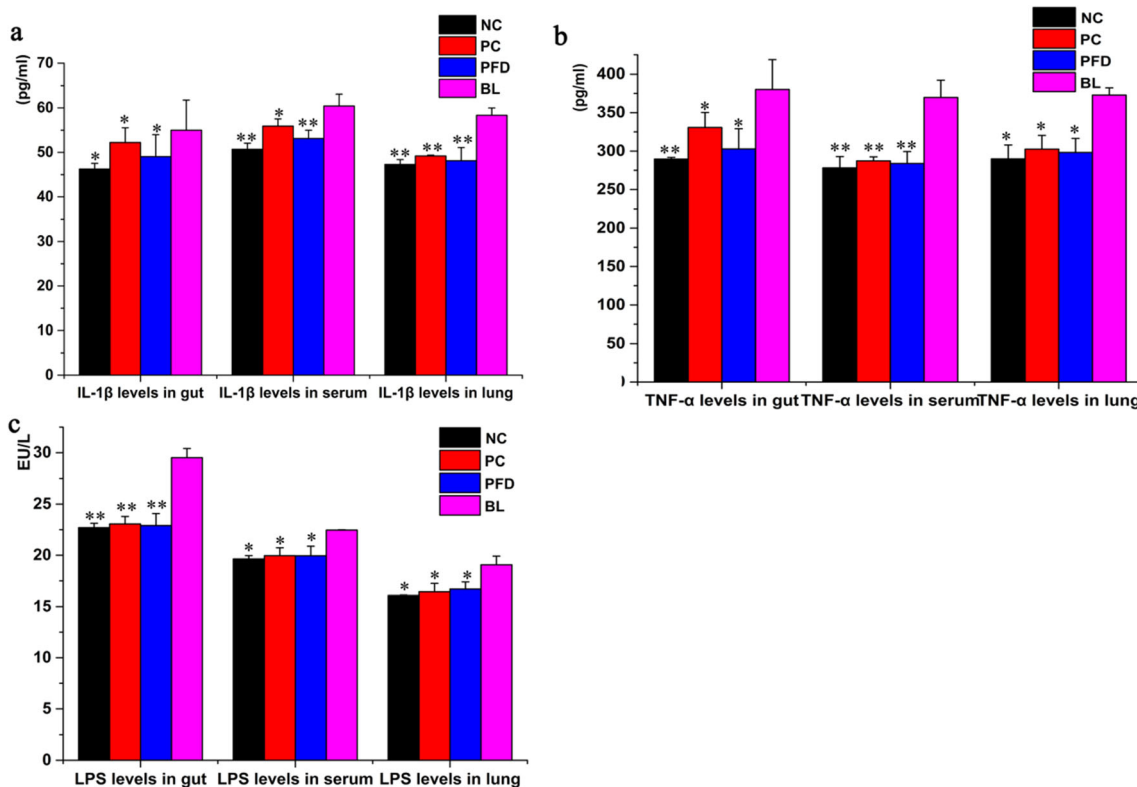 a
(pg/ml)
70
60
50
40
30
20
10
0
NC
PC
PFD
BL
* * *
** * **
** ** **
IL-1β levels in gut IL-1β levels in serum IL-1β levels in lung
b
(pg/ml)
400
350
300
250
200
150
100
50
0
NC
PC
PFD
BL
** * *
** ** **
* * *
TNF-α levels in gut TNF-α levels in serum TNF-α levels in lung
c
EU/L
30
25
20
15
10
5
0
NC
PC
PFD
BL
** ** **
* * *
* * *
LPS levels in gut LPS levels in serum LPS levels in lung